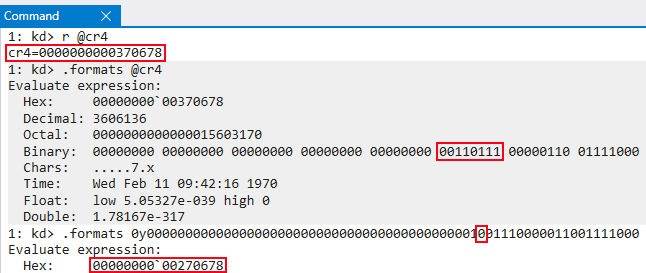 Command X
1: kd> r @cr4
cr4=0000000000370678
1: kd> .formats @cr4
Evaluate expression:
  Hex:     00000000`00370678
  Decimal: 3606136
  Octal:   0000000000000015603170
  Binary:  00000000 00000000 00000000 00000000 00000000 00110111 00000110 01111000
  Chars:   .....7.x
  Time:    Wed Feb 11 09:42:16 1970
  Float:   low 5.05327e-039 high 0
  Double:  1.78167e-317
1: kd> .formats 0y0000000000000000000000000000000000000000001001110000011001111000
Evaluate expression:
  Hex:     00000000`00270678